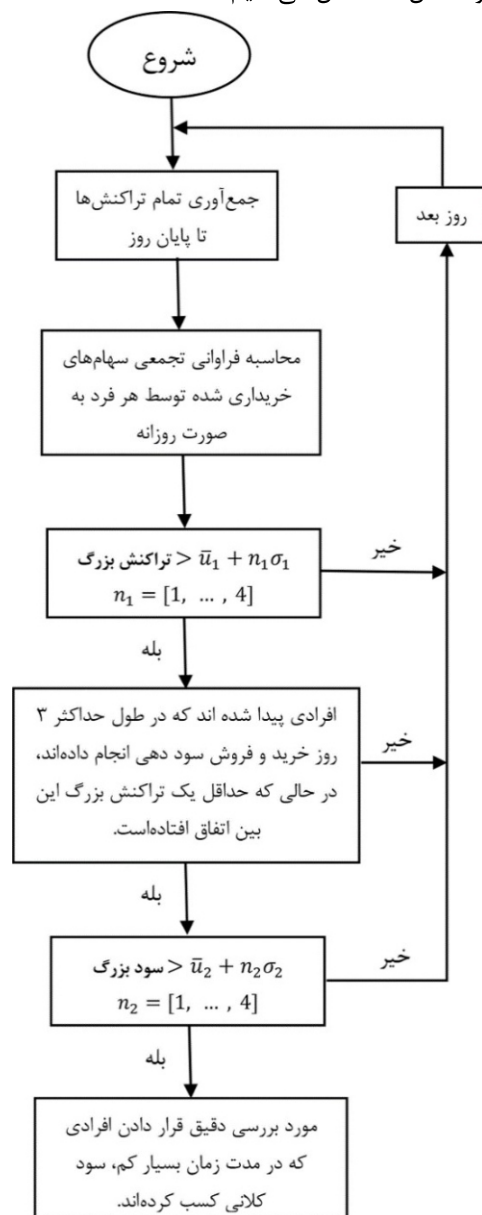 شروع
جمع‌آوری تمام تراکنش‌ها
تا پایان روز
روز بعد
محاسبه فراوانی تجمعی سهام‌های
خریداری شده توسط هر فرد به
صورت روزانه
تراکنش بزرگ > ū₁ + n₁σ₁
n₁ = [1, … , 4]
خیر
بله
افرادی پیدا شده اند که در طول حداکثر ۳
روز خرید و فروش سود دهی انجام داده‌اند،
در حالی که حداقل یک تراکنش بزرگ این
بین اتفاق افتاده‌است.
خیر
بله
سود بزرگ > ū₂ + n₂σ₂
n₂ = [1, … , 4]
خیر
بله
مورد بررسی دقیق قرار دادن افرادی
که در مدت زمان بسیار کم، سود
کلانی کسب کرده‌اند.